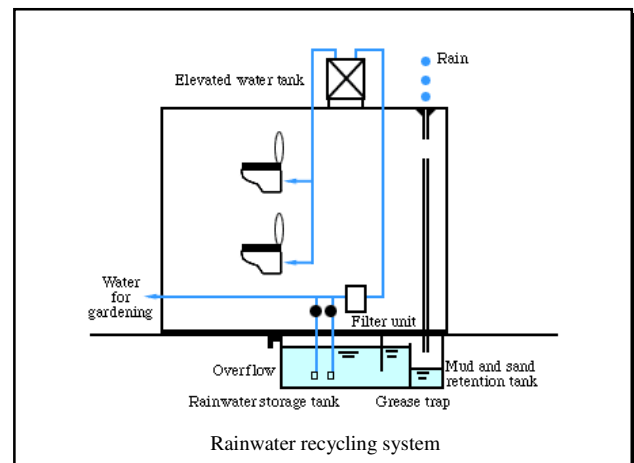 Rain
Elevated water tank
Water
for
gardening
Filter unit
Overflow
Mud and sand
retention tank
Rainwater storage tank
Grease trap
Rainwater recycling system